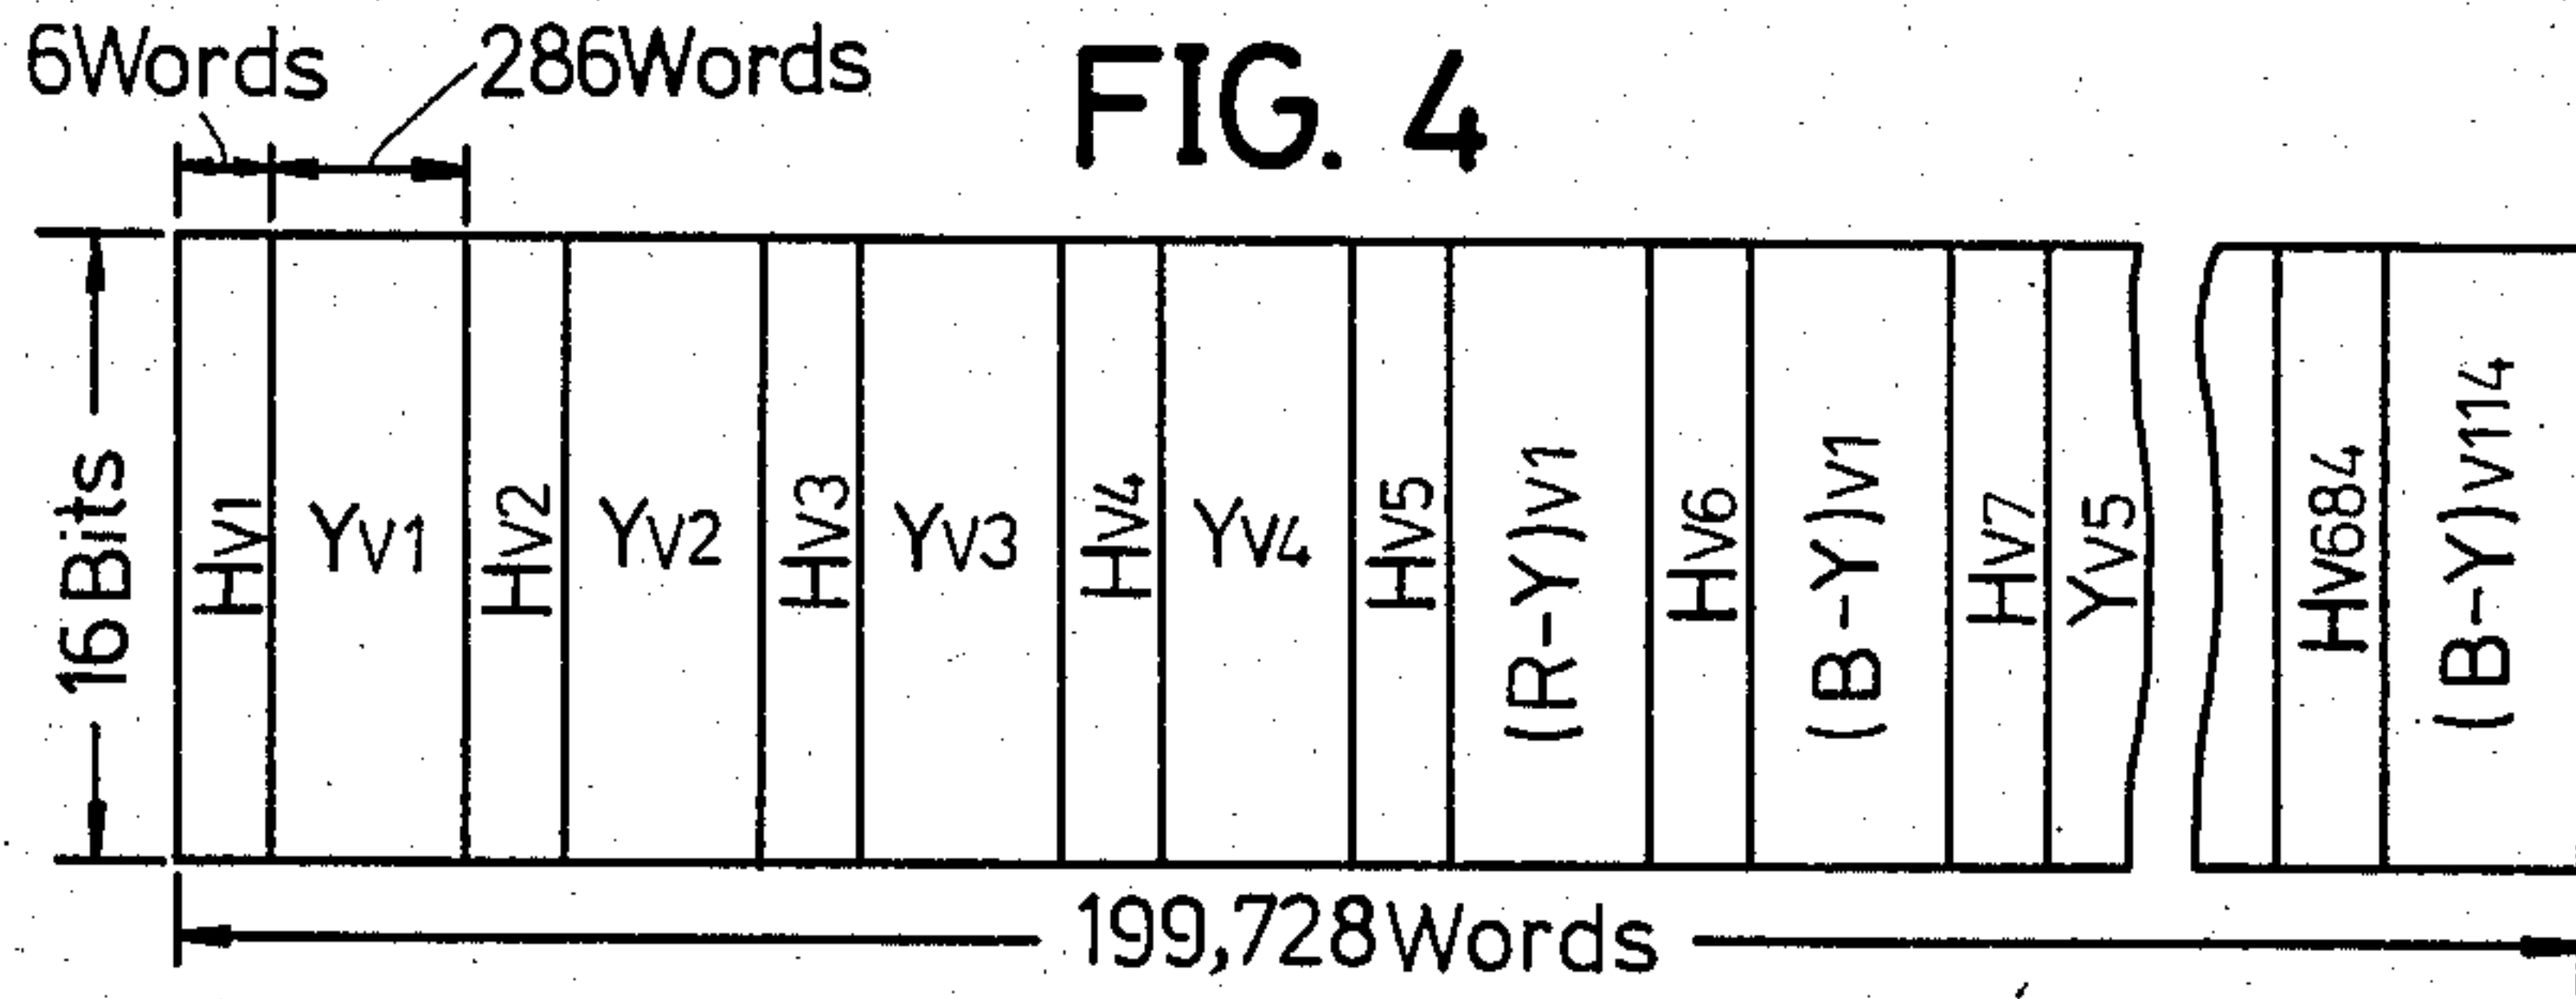 6Words
286Words
FIG. 4
16 Bits
HV1
YV1
HV2
YV2
HV3
YV3
HV4
YV4
HV5
(R-Y)V1
HV6
(B-Y)V1
HV7
YV5
HV684
(B-Y)V114
199,728Words